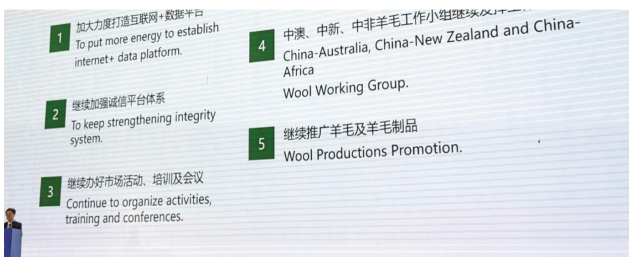 1
加大力度打造互联网+数据平台
To put more energy to establish
internet+ data platform.
2
继续加强诚信平台体系
To keep strengthening integrity
system.
3
继续办好市场活动、培训及会议
Continue to organize activities,
training and conferences.
4
中澳、中新、中非羊毛工作小组继续发挥
China-Australia, China-New Zealand and China-
Africa
Wool Working Group.
5
继续推广羊毛及羊毛制品
Wool Productions Promotion.